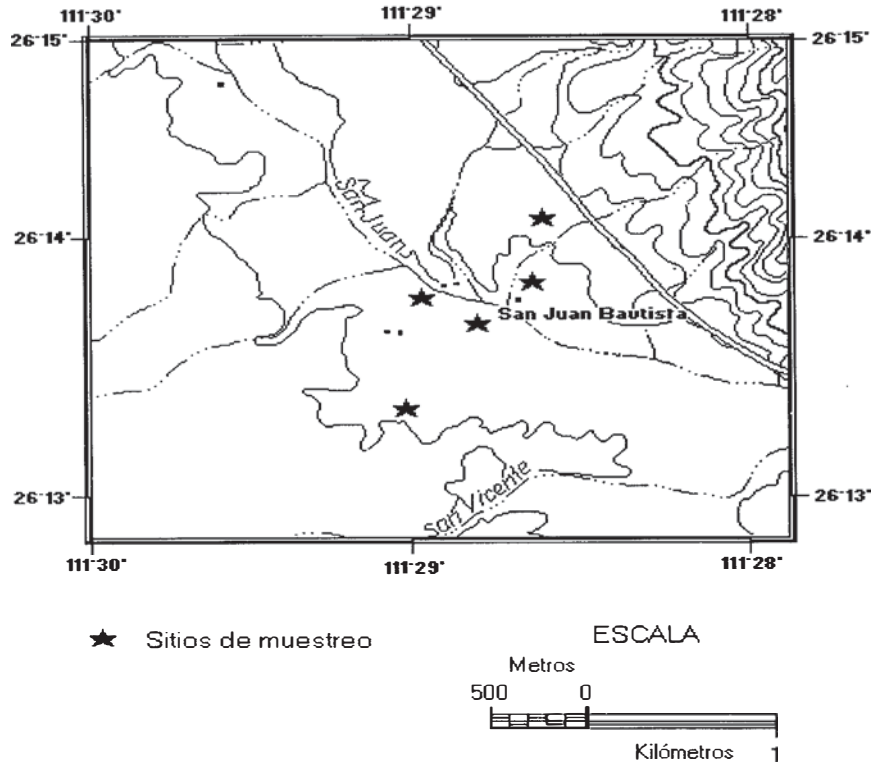 111°30' 111°29 111°28'
26°15' 26°15'
San Juan
26°14' 26°14'
San Juan Bautista
San Vicente
26°13' 26°13'
111°30' 111°29' 111°28'
Sitios de muestreo
ESCALA
Metros
500 0
Kilómetros 1